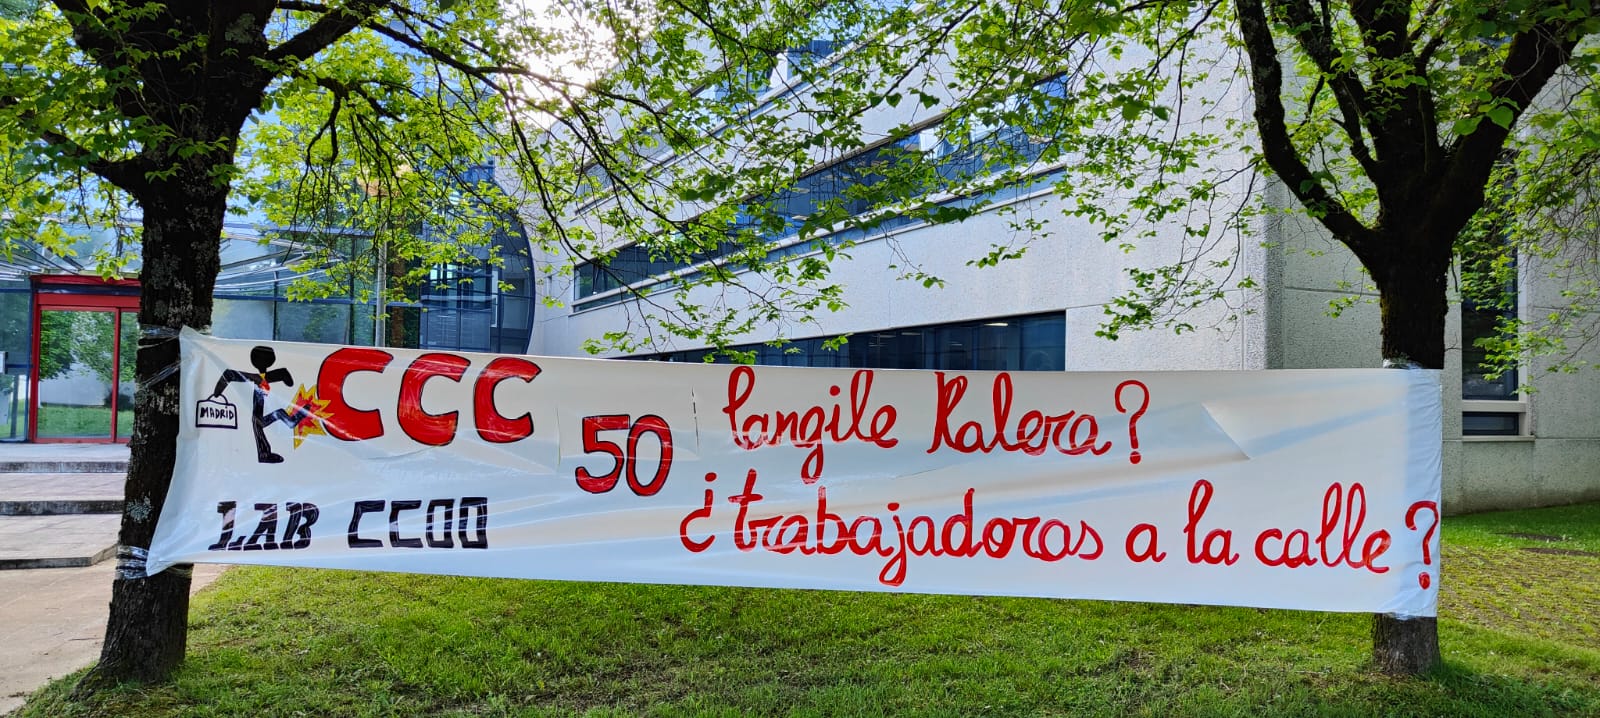 MADRID
CCC
LAB CCOO
50
langile Kalera?
¿trabajadoras a la calle?